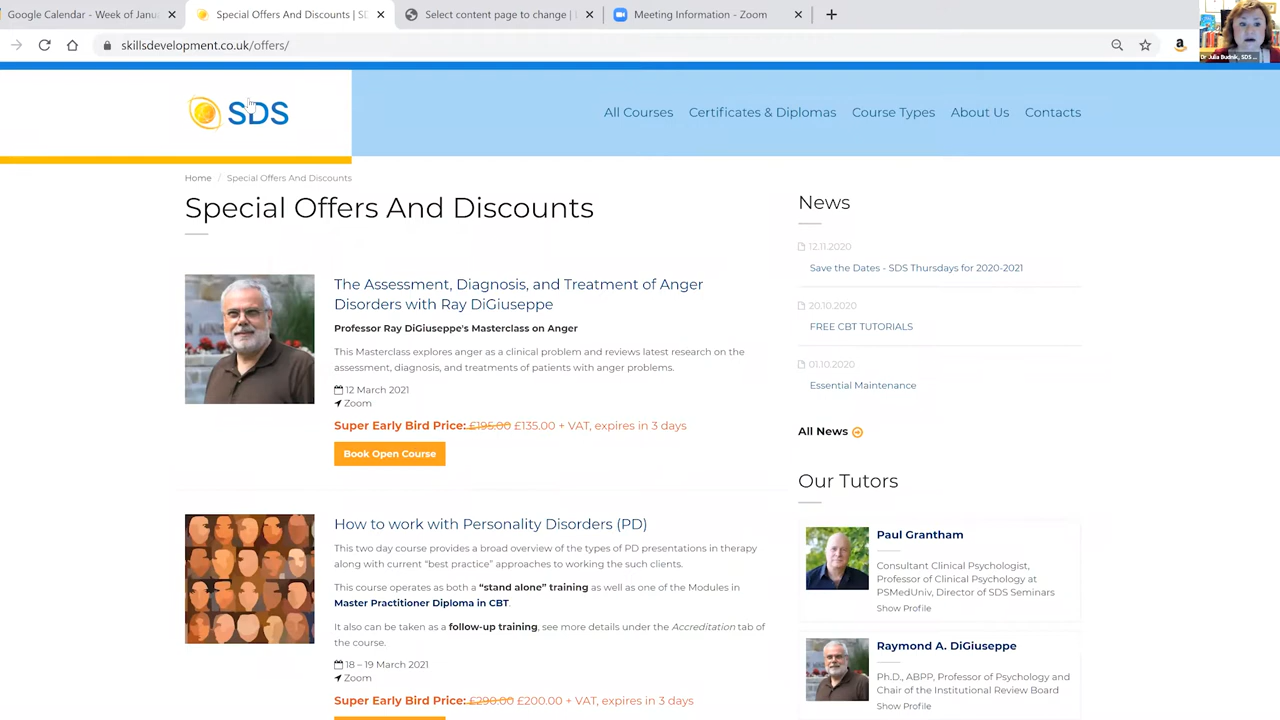 Google Calendar - Week of Janu
Special Offers And Discounts | SD
Select content page to change |
Meeting Information - Zoom
skillsdevelopment.co.uk/offers/
Dr Julia Budnik, SDS ...
SDS
All Courses
Certificates & Diplomas
Course Types
About Us
Contacts
Home / Special Offers And Discounts
Special Offers And Discounts
The Assessment, Diagnosis, and Treatment of Anger
Disorders with Ray DiGiuseppe
Professor Ray DiGiuseppe's Masterclass on Anger
This Masterclass explores anger as a clinical problem and reviews latest research on the
assessment, diagnosis, and treatments of patients with anger problems.
12 March 2021
Zoom
Super Early Bird Price: £195.00 £135.00 + VAT, expires in 3 days
Book Open Course
How to work with Personality Disorders (PD)
This two day course provides a broad overview of the types of PD presentations in therapy
along with current “best practice” approaches to working the such clients.
This course operates as both a “stand alone” training as well as one of the Modules in
Master Practitioner Diploma in CBT.
It also can be taken as a follow-up training, see more details under the Accreditation tab of
the course.
18 – 19 March 2021
Zoom
Super Early Bird Price: £290.00 £200.00 + VAT, expires in 3 days
News
12.11.2020
Save the Dates - SDS Thursdays for 2020-2021
20.10.2020
FREE CBT TUTORIALS
01.10.2020
Essential Maintenance
All News
Our Tutors
Paul Grantham
Consultant Clinical Psychologist,
Professor of Clinical Psychology at
PSMedUniv, Director of SDS Seminars
Show Profile
Raymond A. DiGiuseppe
Ph.D., ABPP, Professor of Psychology and
Chair of the Institutional Review Board
Show Profile